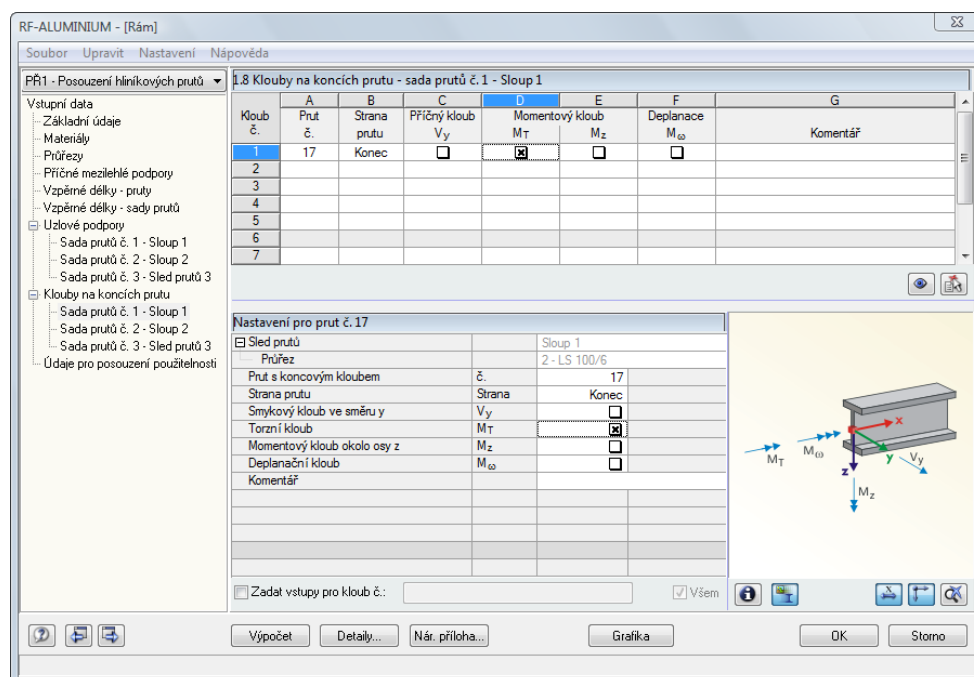 RF-ALUMINIUM - [Rám]
Soubor Upravit Nastavení Nápověda
PŘ1 - Posouzení hliníkových prutů
1.8 Klouby na koncích prutu - sada prutů č. 1 - Sloup 1
Vstupní data
Základní údaje
Materiály
Průřezy
Příčné mezilehlé podpory
Vzpěrné délky - pruty
Vzpěrné délky - sady prutů
Uzlové podpory
Sada prutů č. 1 - Sloup 1
Sada prutů č. 2 - Sloup 2
Sada prutů č. 3 - Sled prutů 3
Klouby na koncích prutu
Sada prutů č. 1 - Sloup 1
Sada prutů č. 2 - Sloup 2
Sada prutů č. 3 - Sled prutů 3
Údaje pro posouzení použitelnosti
A B C D E F G
Kloub Prut Strana Příčný kloub Momentový kloub Deplanace
č. č. prutu Vy MT Mz Mω Komentář
1 17 Konec
2
3
4
5
6
7
Nastavení pro prut č. 17
Sled prutů Sloup 1
Průřez 2 - LS 100/6
Prut s koncovým kloubem č. 17
Strana prutu Strana Konec
Smykový kloub ve směru y Vy
Torzní kloub MT
Momentový kloub okolo osy z Mz
Deplanační kloub Mω
Komentář
x
MT Mω z y Vy
Mz
Zadat vstupy pro kloub č.: Všem
Výpočet Detaily... Nár. příloha... Grafika OK Storno